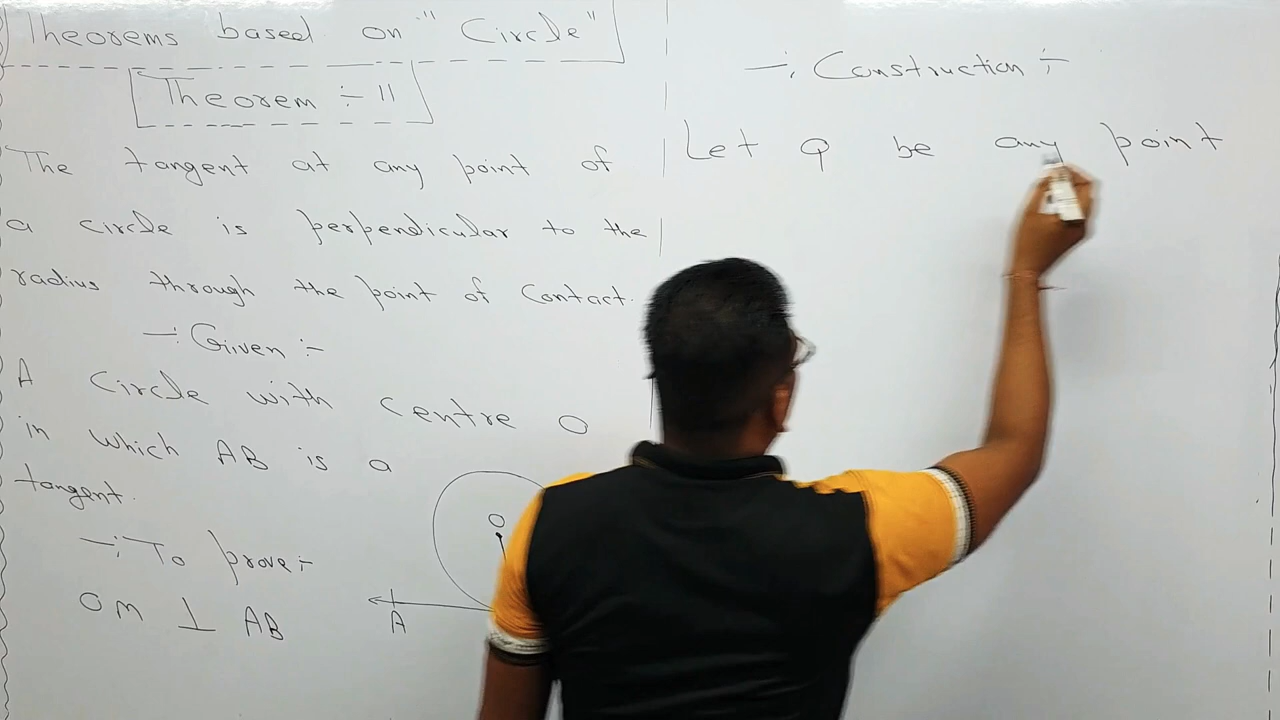 Theorems based on "Circle"
Theorem ÷ 11
The tangent at any point of
a circle is perpendicular to the
radius through the point of Contact.
-: Given :-
A Circle with Centre O
in which AB is a
tangent.
-: To prove :-
OM ⊥ AB
O
A
-: Construction :-
Let Q be any point